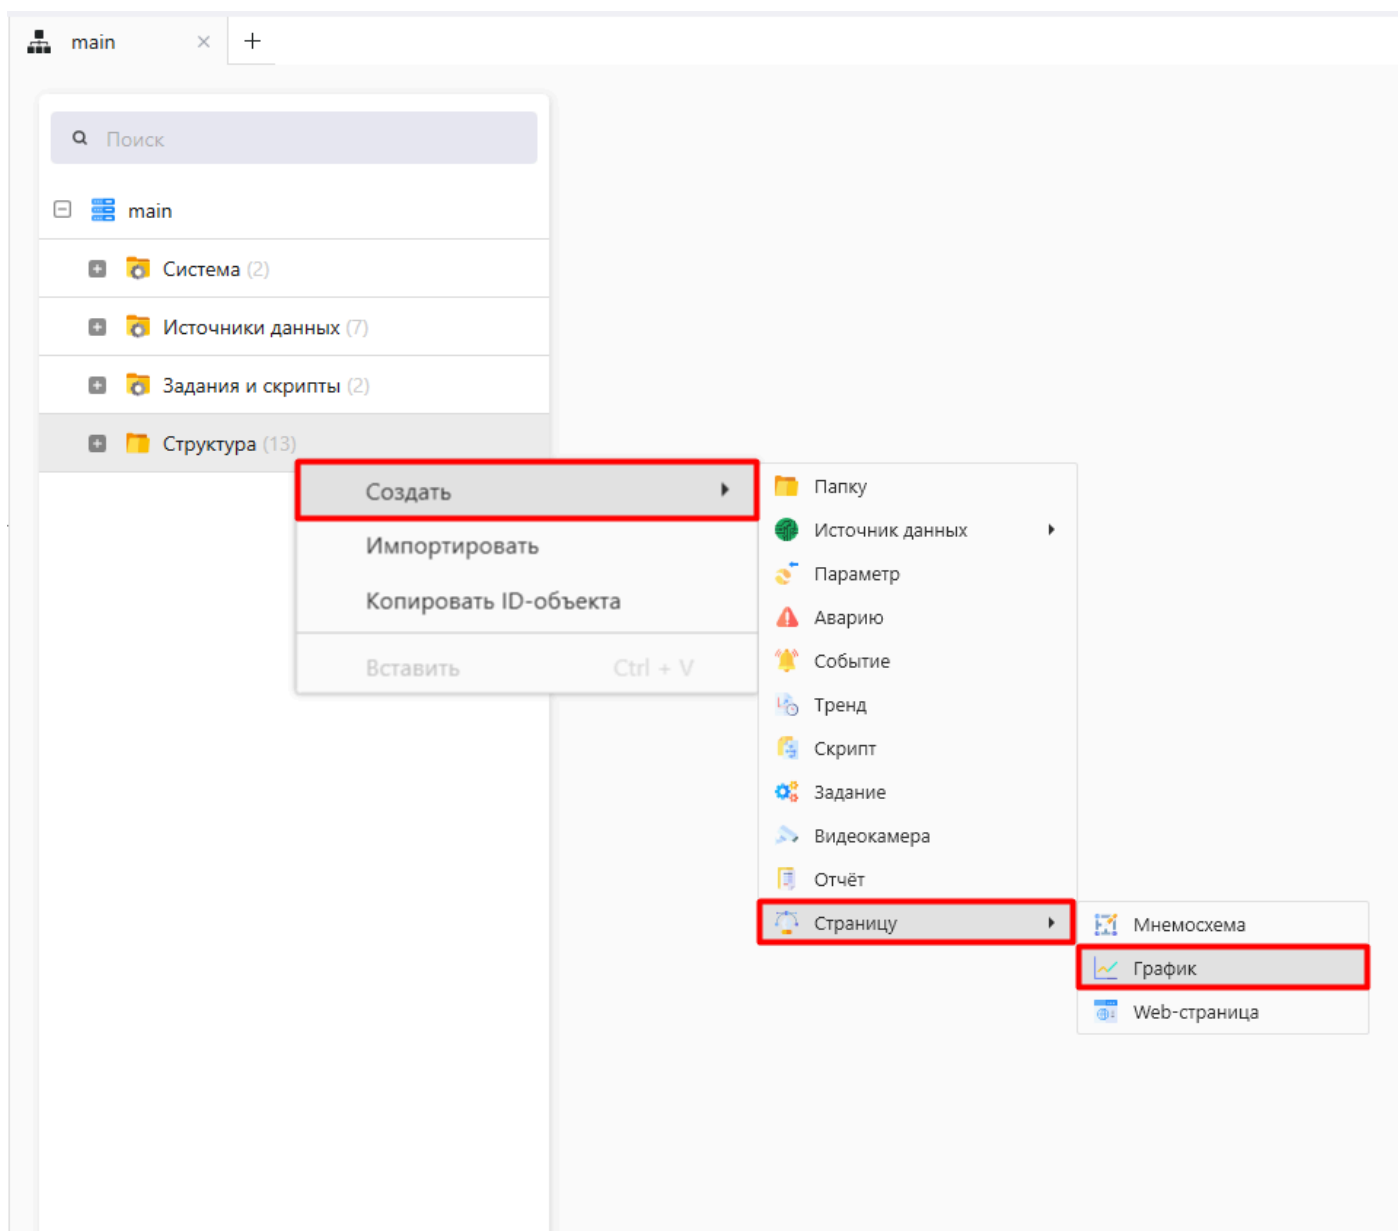 main
Поиск
main
Система (2)
Источники данных (7)
Задания и скрипты (2)
Структура (13)
Создать
Импортировать
Копировать ID-объекта
Вставить Ctrl + V
Папку
Источник данных
Параметр
Аварию
Событие
Тренд
Скрипт
Задание
Видеокамера
Отчёт
Страницу
Мнемосхема
График
Web-страница